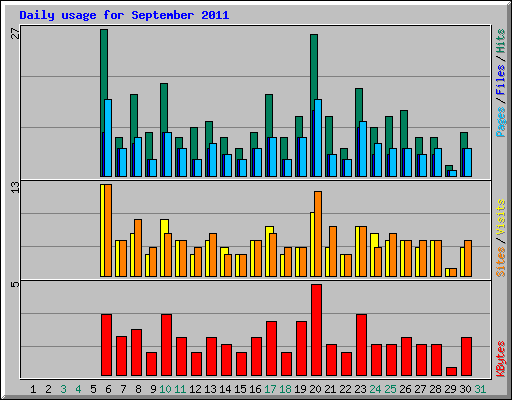 Daily usage for September 2011
27
13
5
Pages / Files / Hits
Sites / Visits
KBytes
1 2 3 4 5 6 7 8 9 10 11 12 13 14 15 16 17 18 19 20 21 22 23 24 25 26 27 28 29 30 31